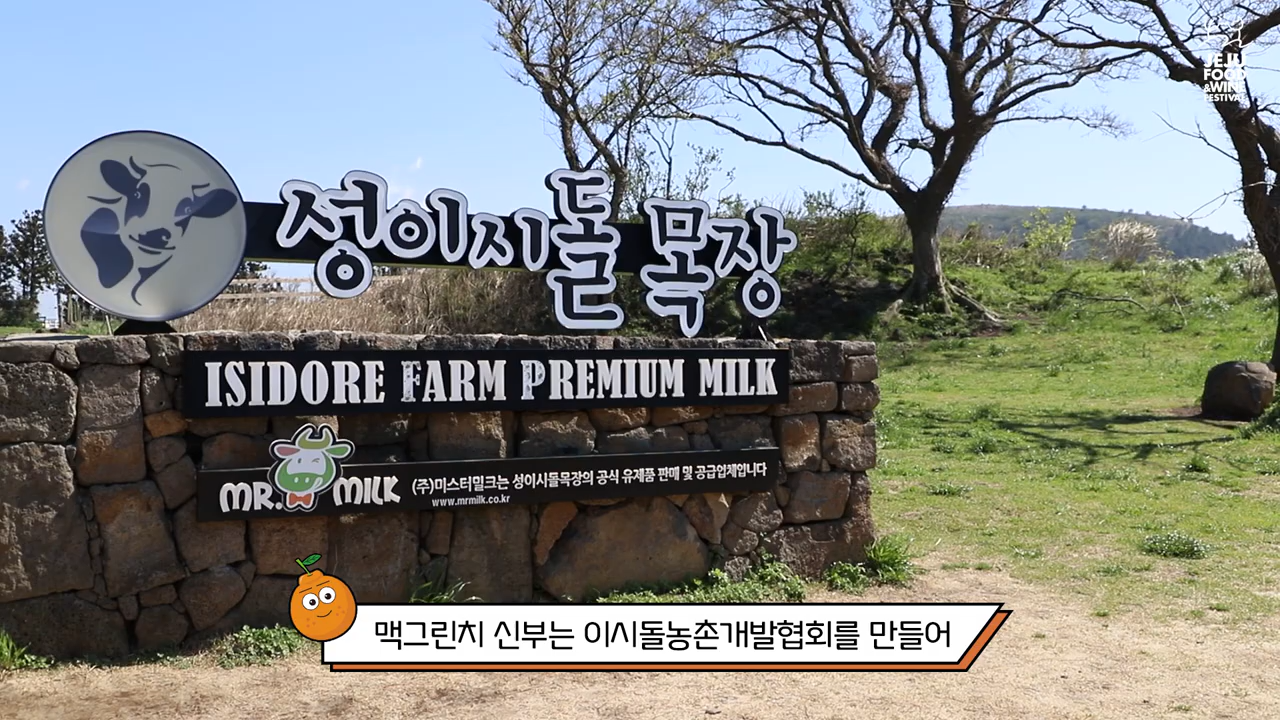 JEJU
FOOD
&WINE
FESTIVAL
성이시돌 목장
ISIDORE FARM PREMIUM MILK
MR. MILK (주)미스터밀크는 성이시돌목장의 공식 유제품 판매 및 공급업체입니다
www.mrmilk.co.kr
맥그린치 신부는 이시돌농촌개발협회를 만들어